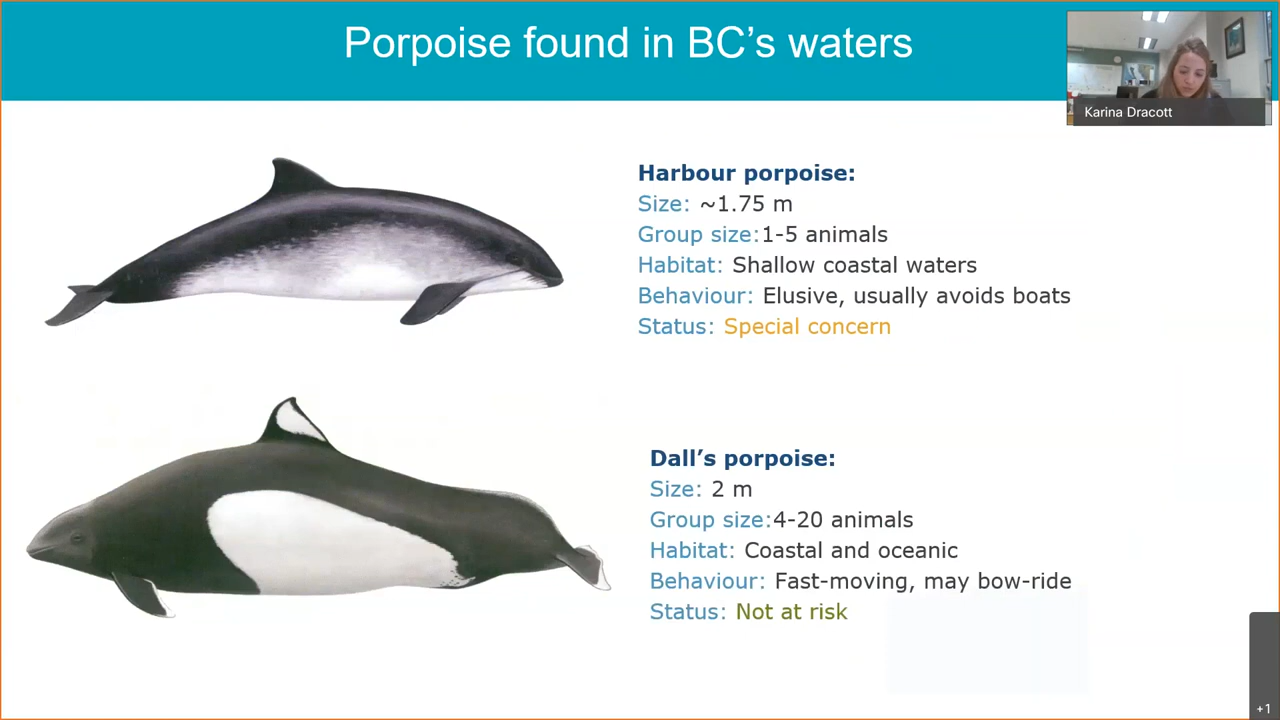 Porpoise found in BC's waters
Karina Dracott
Harbour porpoise:
Size: ~1.75 m
Group size:1-5 animals
Habitat: Shallow coastal waters
Behaviour: Elusive, usually avoids boats
Status: Special concern
Dall's porpoise:
Size: 2 m
Group size:4-20 animals
Habitat: Coastal and oceanic
Behaviour: Fast-moving, may bow-ride
Status: Not at risk
+1